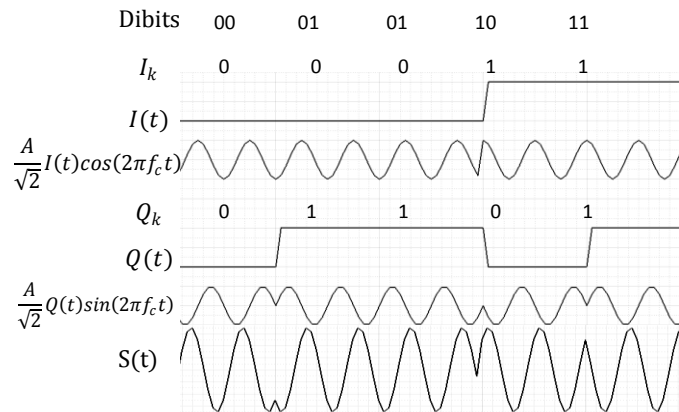 Dibits 00 01 01 10 11
I_k 0 0 0 1 1
I(t)
A/√2 I(t)cos(2πf_c t)
Q_k 0 1 1 0 1
Q(t)
A/√2 Q(t)sin(2πf_c t)
S(t)